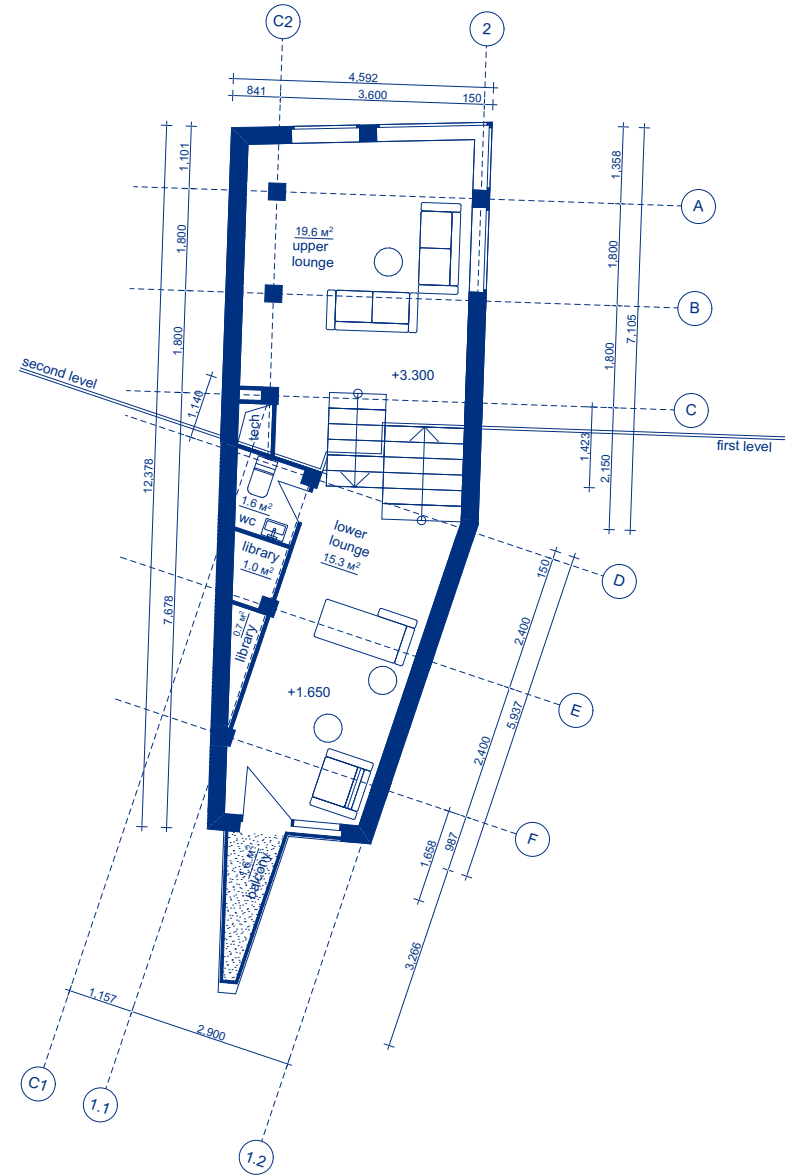 C2
2
4,592
841
3,600
150
1,101
1,358
A
1,800
1,800
19.6 м²
upper
lounge
B
7,105
1,800
1,800
+3.300
second level
C
1,140
tech
first level
1,423
2,150
12,378
1.6 м²
wc
lower
lounge
15.3 м²
library
1.0 м²
150
D
7,678
0.7 м²
library
2,400
+1.650
E
5,937
2,400
F
987
1,658
1.6 м²
balcony
3,266
1,157
2,900
C1
1.1
1.2